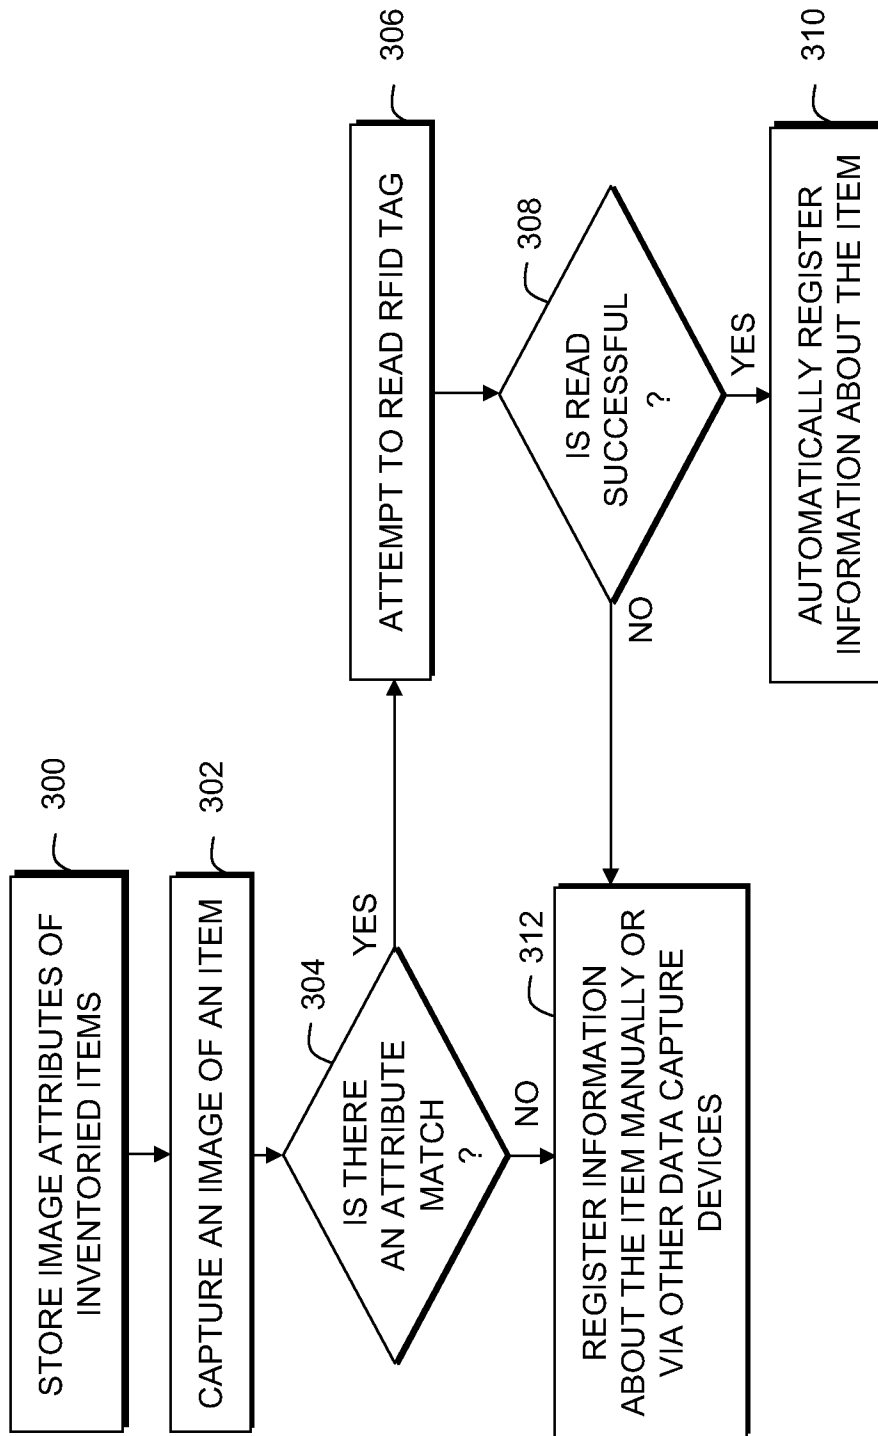 300
STORE IMAGE ATTRIBUTES OF
INVENTORIED ITEMS
302
CAPTURE AN IMAGE OF AN ITEM
304
IS THERE
AN ATTRIBUTE
MATCH
?
YES
NO
306
ATTEMPT TO READ RFID TAG
308
IS READ
SUCCESSFUL
?
NO
YES
310
AUTOMATICALLY REGISTER
INFORMATION ABOUT THE ITEM
312
REGISTER INFORMATION
ABOUT THE ITEM MANUALLY OR
VIA OTHER DATA CAPTURE
DEVICES